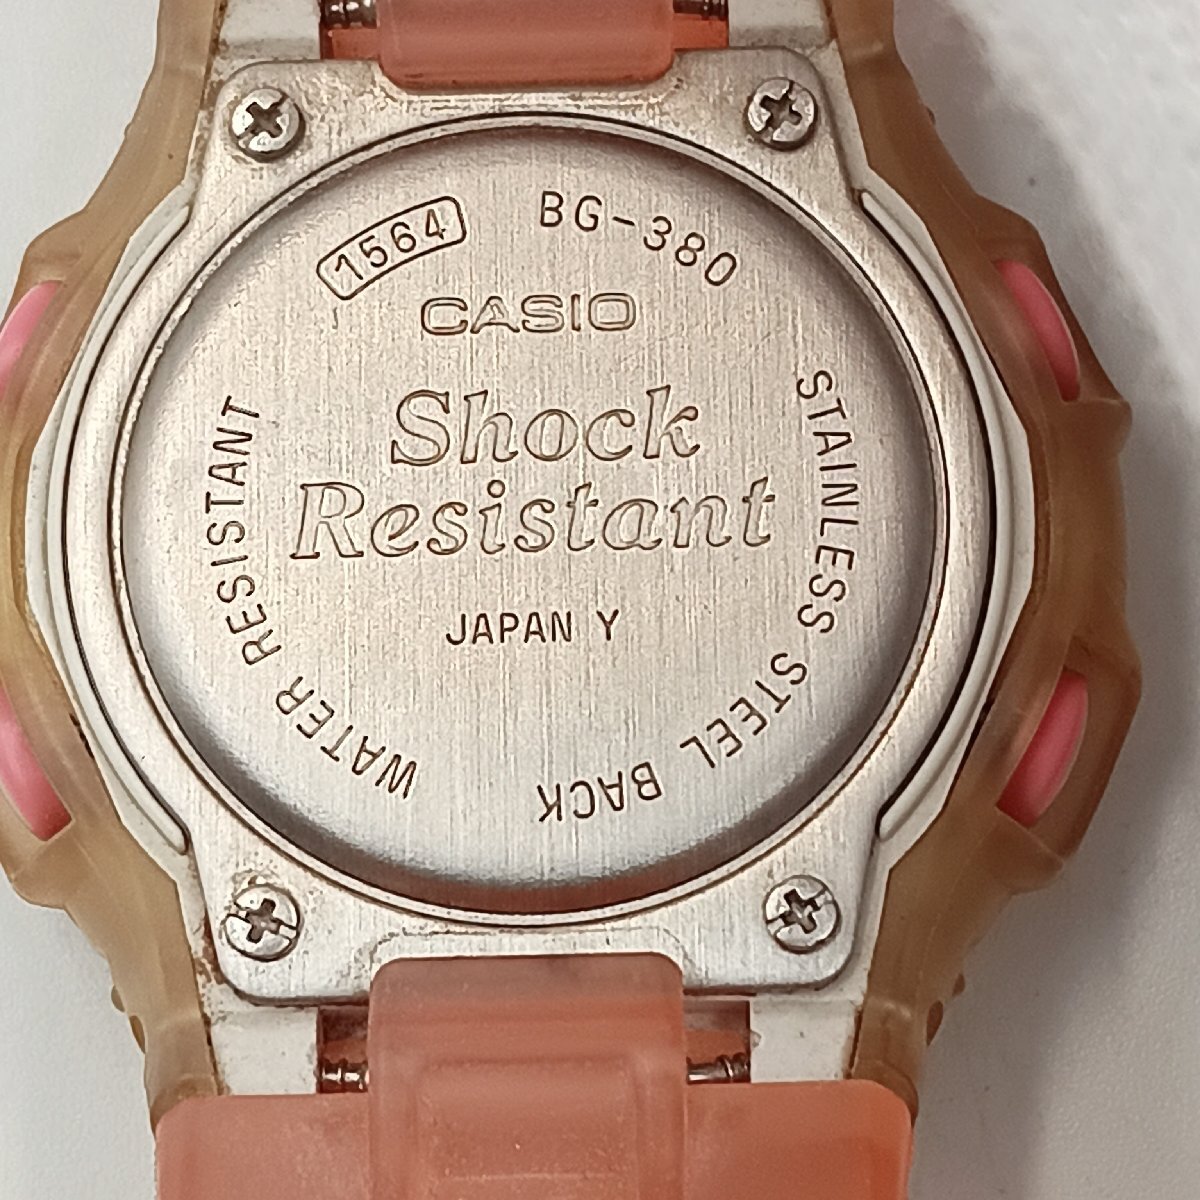 1564
BG-380
CASIO
Shock
Resistant
JAPAN Y
WATER RESISTANT
STAINLESS STEEL BACK